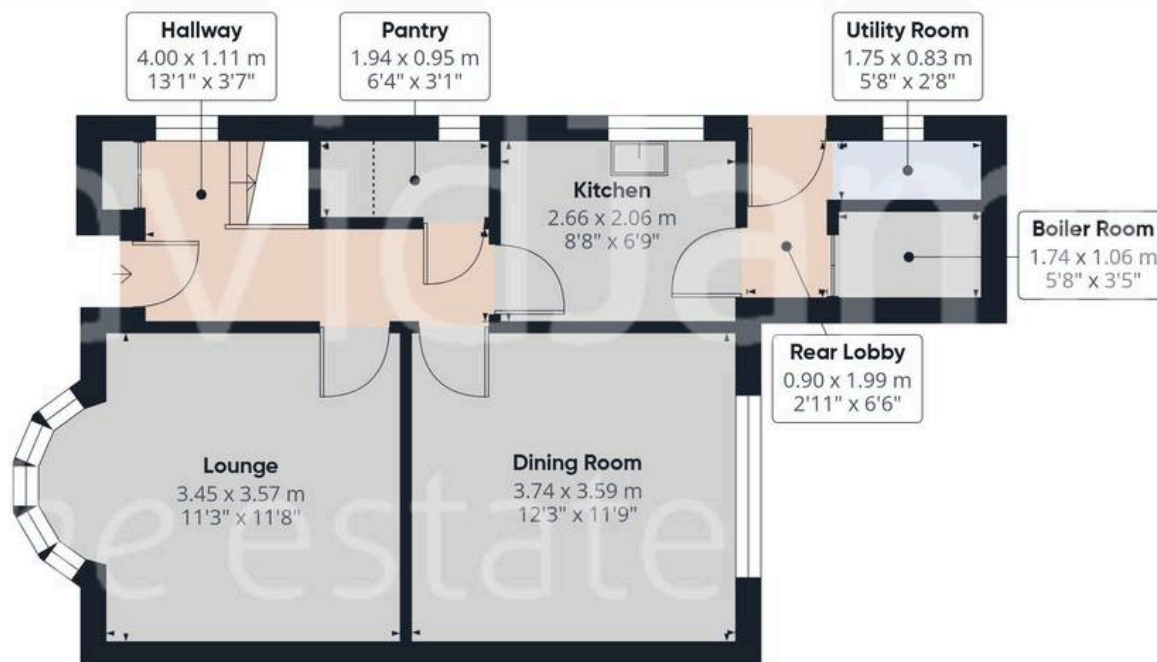 Hallway
4.00 x 1.11 m
13'1" x 3'7"
Pantry
1.94 x 0.95 m
6'4" x 3'1"
Utility Room
1.75 x 0.83 m
5'8" x 2'8"
Kitchen
2.66 x 2.06 m
8'8" x 6'9"
Boiler Room
1.74 x 1.06 m
5'8" x 3'5"
Rear Lobby
0.90 x 1.99 m
2'11" x 6'6"
Lounge
3.45 x 3.57 m
11'3" x 11'8"
Dining Room
3.74 x 3.59 m
12'3" x 11'9"
estate